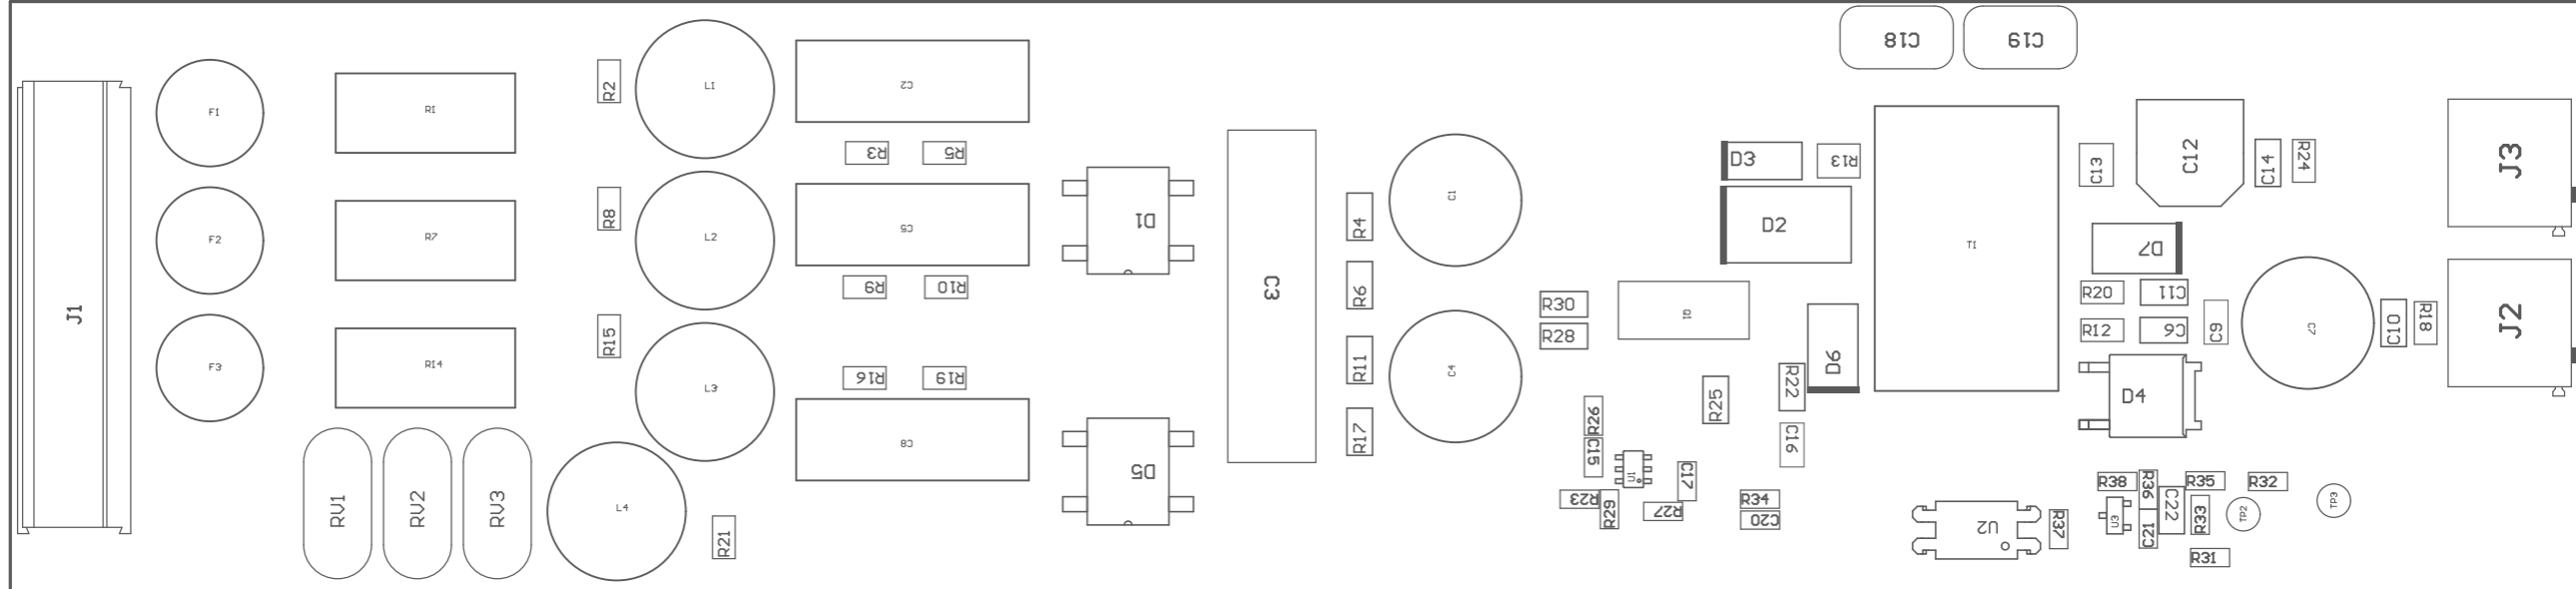 J1
F1
F2
F3
R1
R7
R14
RV1
RV2
RV3
R2
R8
R15
L1
L2
L3
L4
R21
C2
R3
R5
C5
R9
R10
R16
R19
C8
D1
D5
C3
R4
R6
R11
R17
C1
C4
R30
R28
Q1
R26
C15
U1
C17
R23
R29
R27
R25
R22
C16
R34
C20
D3
R13
D2
D6
C18
C19
T1
C13
C12
C14
R24
D7
R20
C11
R12
C6
C9
C7
C10
R18
D4
J3
J2
U2
R37
R38
R36
R35
R32
U3
C22
C21
R33
R31
TP2
TP3